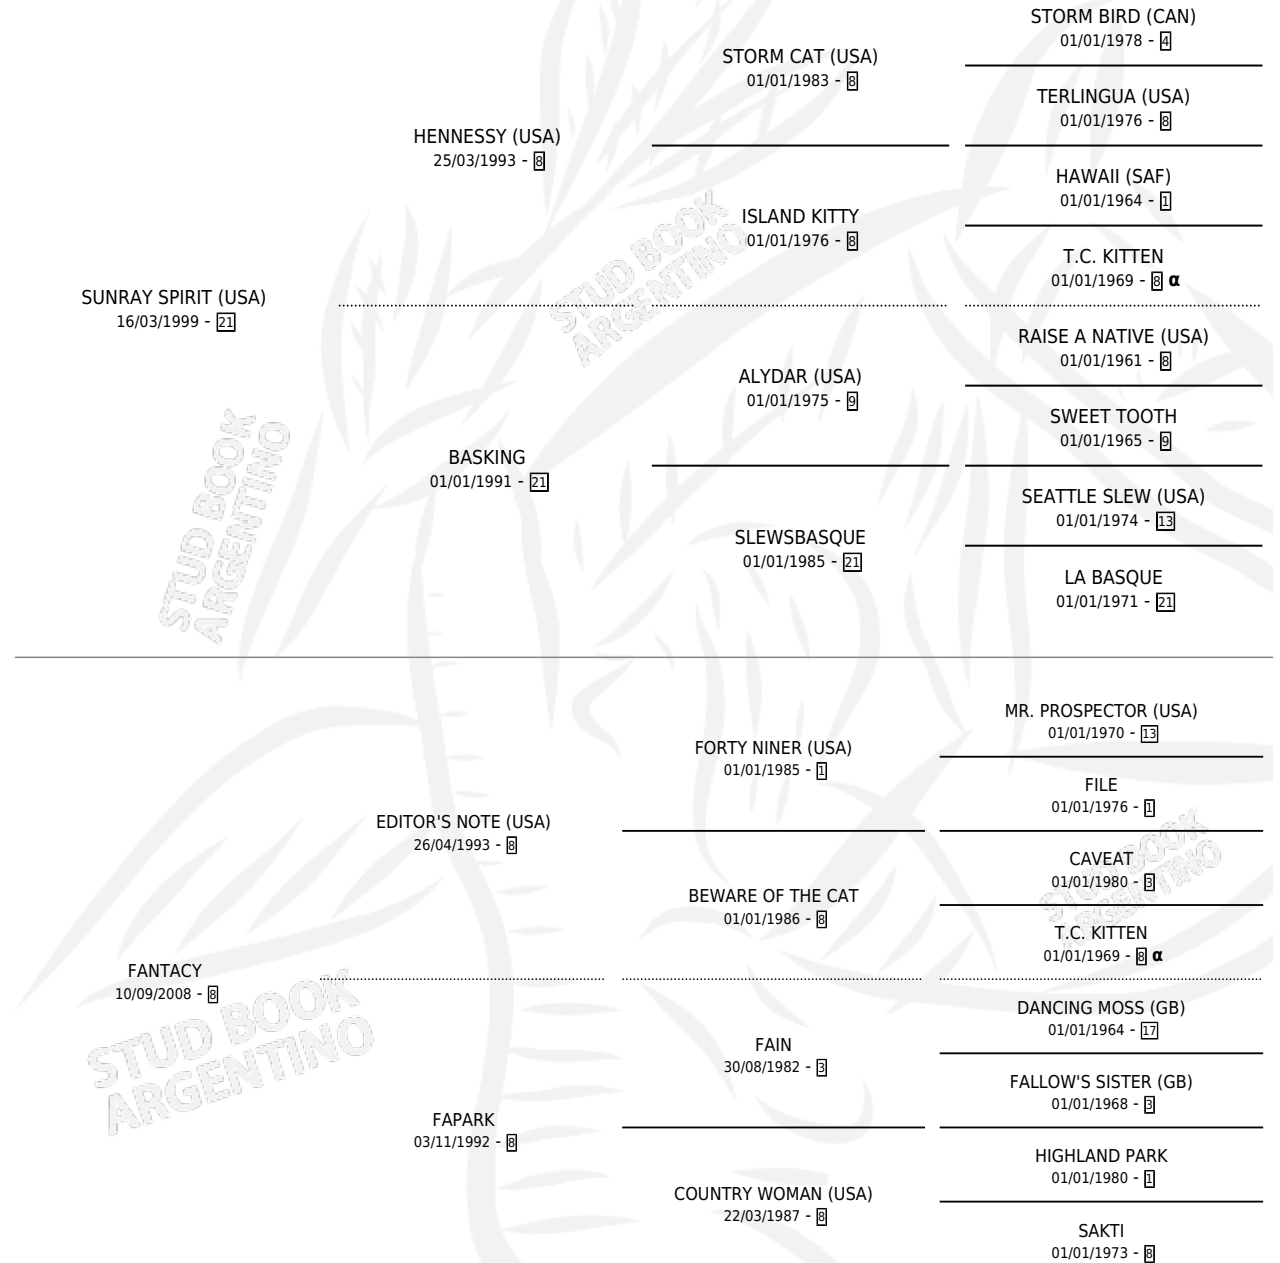 STORM BIRD (CAN)
01/01/1978 - 4
STORM CAT (USA)
01/01/1983 - 8
TERLINGUA (USA)
01/01/1976 - 8
HENNESSY (USA)
25/03/1993 - 8
HAWAII (SAF)
01/01/1964 - 1
ISLAND KITTY
01/01/1976 - 8
T.C. KITTEN
01/01/1969 - 8 α
SUNRAY SPIRIT (USA)
16/03/1999 - 21
RAISE A NATIVE (USA)
01/01/1961 - 8
ALYDAR (USA)
01/01/1975 - 9
SWEET TOOTH
01/01/1965 - 9
BASKING
01/01/1991 - 21
SEATTLE SLEW (USA)
01/01/1974 - 13
SLEWSBASQUE
01/01/1985 - 21
LA BASQUE
01/01/1971 - 21
MR. PROSPECTOR (USA)
01/01/1970 - 13
FORTY NINER (USA)
01/01/1985 - 1
FILE
01/01/1976 - 1
EDITOR'S NOTE (USA)
26/04/1993 - 8
CAVEAT
01/01/1980 - 3
BEWARE OF THE CAT
01/01/1986 - 8
T.C. KITTEN
01/01/1969 - 8 α
FANTACY
10/09/2008 - 8
DANCING MOSS (GB)
01/01/1964 - 17
FAIN
30/08/1982 - 3
FALLOW'S SISTER (GB)
01/01/1968 - 3
FAPARK
03/11/1992 - 8
HIGHLAND PARK
01/01/1980 - 1
COUNTRY WOMAN (USA)
22/03/1987 - 8
SAKTI
01/01/1973 - 8
STUD BOOK
ARGENTINO
STUD BOOK
ARGENTINO
STUD BOOK
ARGENTINO
STUD BOOK
ARGENTINO